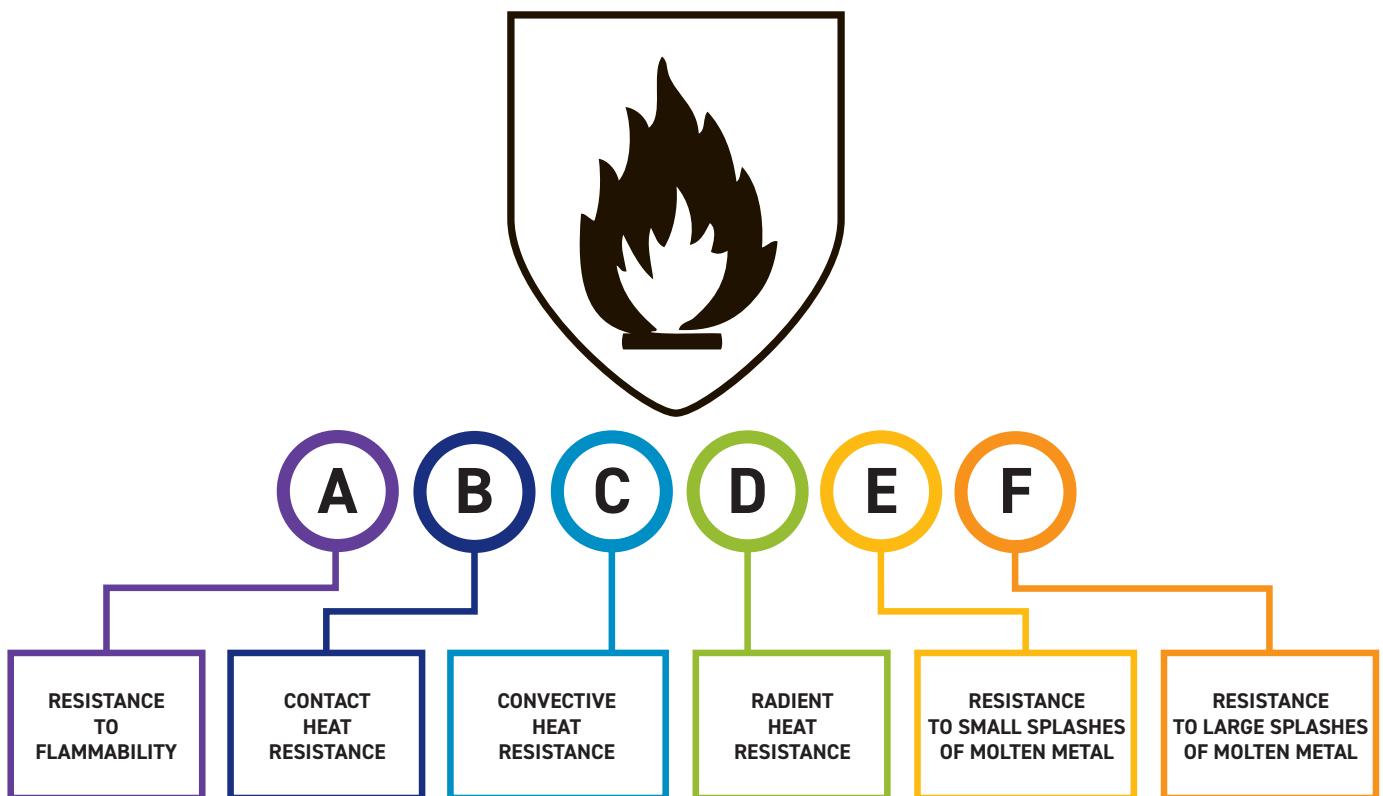 A
B
C
D
E
F
RESISTANCE
TO
FLAMMABILITY
CONTACT
HEAT
RESISTANCE
CONVECTIVE
HEAT
RESISTANCE
RADIENT
HEAT
RESISTANCE
RESISTANCE
TO SMALL SPLASHES
OF MOLTEN METAL
RESISTANCE
TO LARGE SPLASHES
OF MOLTEN METAL